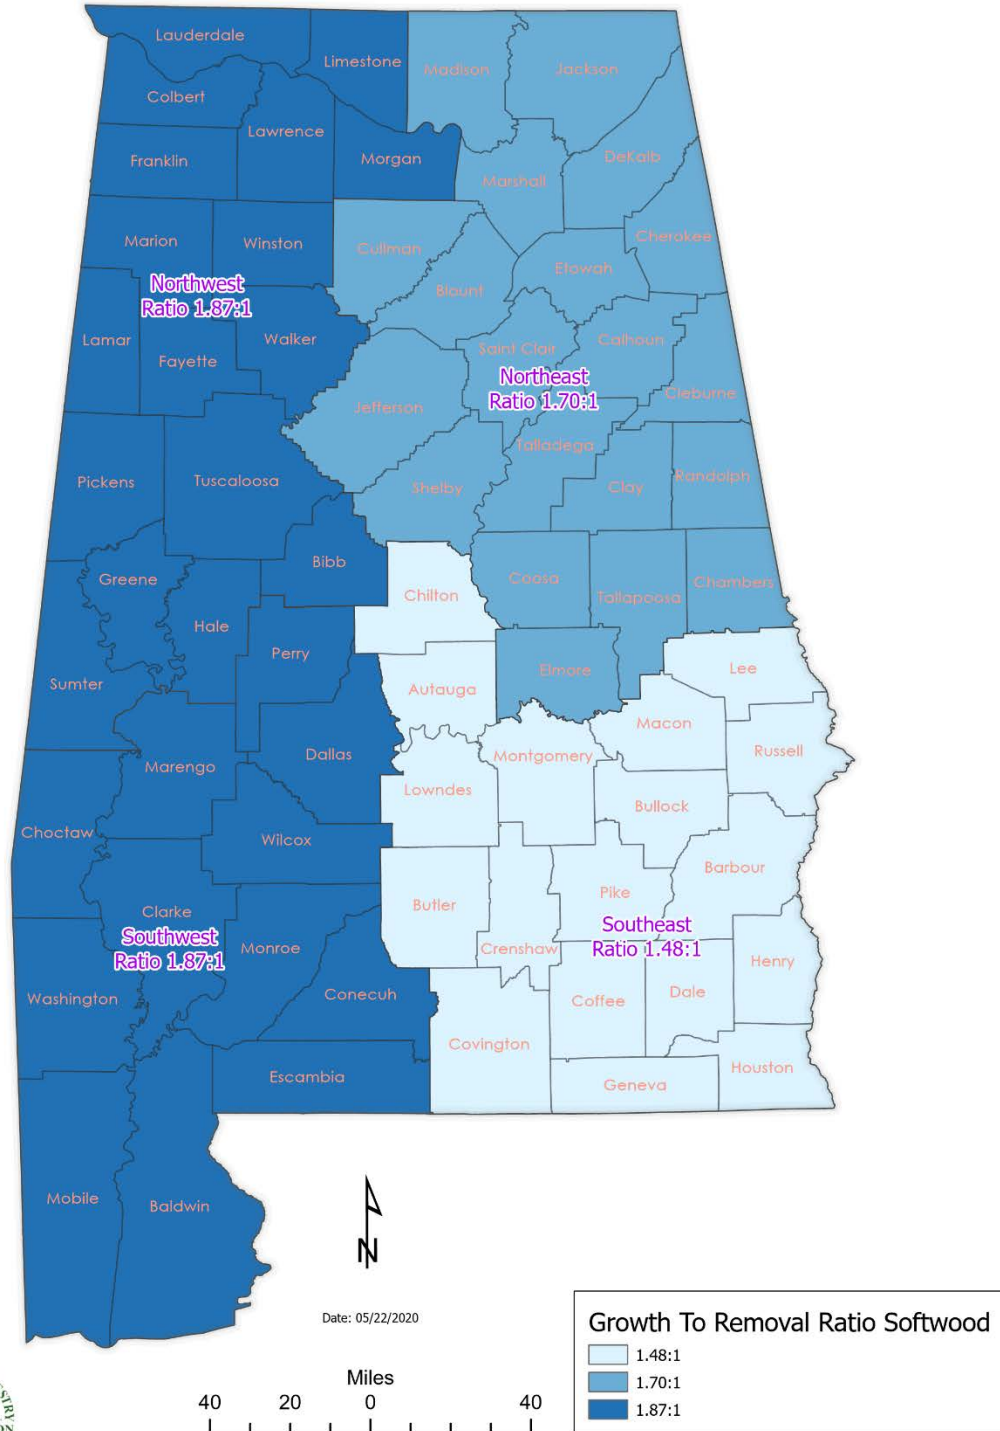 Lauderdale
Limestone
Madison
Jackson
Colbert
Lawrence
Franklin
Morgan
DeKalb
Marshall
Marion
Winston
Cullman
Cherokee
Etowah
Blount
Northwest
Ratio 1.87:1
Lamar
Fayette
Walker
Saint Clair
Calhoun
Northeast
Ratio 1.70:1
Cleburne
Jefferson
Talladega
Pickens
Tuscaloosa
Shelby
Clay
Randolph
Bibb
Greene
Chilton
Coosa
Tallapoosa
Chambers
Hale
Perry
Sumter
Autauga
Elmore
Lee
Macon
Marengo
Dallas
Montgomery
Russell
Lowndes
Bullock
Choctaw
Wilcox
Barbour
Clarke
Butler
Pike
Southwest
Ratio 1.87:1
Monroe
Crenshaw
Southeast
Ratio 1.48:1
Henry
Washington
Conecuh
Coffee
Dale
Covington
Escambia
Geneva
Houston
Mobile
Baldwin
N
Date: 05/22/2020
Growth To Removal Ratio Softwood
1.48:1
1.70:1
1.87:1
Miles
40 20 0 40